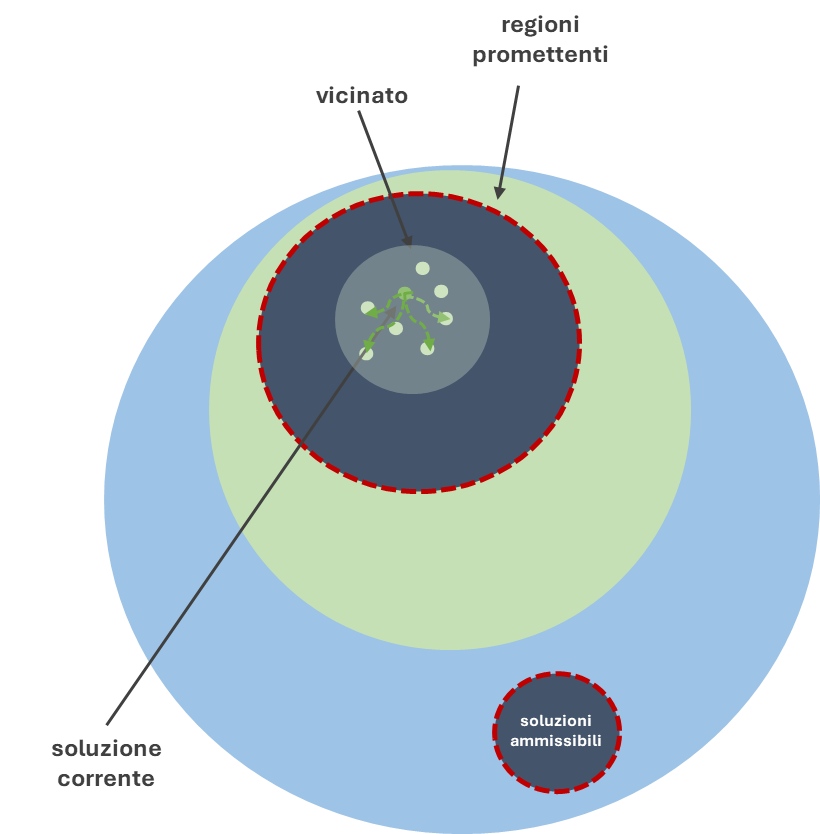 regioni
promettenti
vicinato
soluzioni
ammissibili
soluzione
corrente